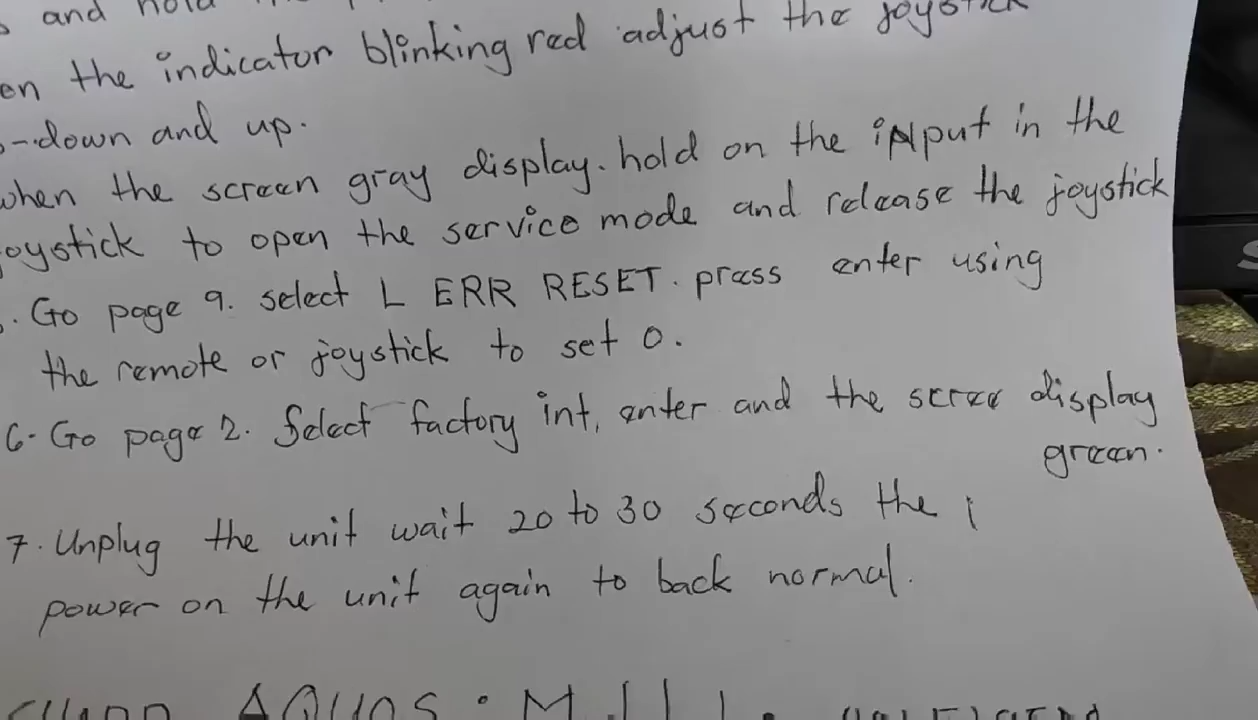 and hold the
en the indicator blinking red adjust the joystick
-down and up.
when the screen gray display. hold on the iNput in the
oystick to open the service mode and release the joystick
. Go page 9. select L ERR RESET. press enter using
the remote or joystick to set 0.
6. Go page 2. Select factory int, enter and the scree display
green.
7. Unplug the unit wait 20 to 30 seconds the
power on the unit again to back normal.
AQUOS.